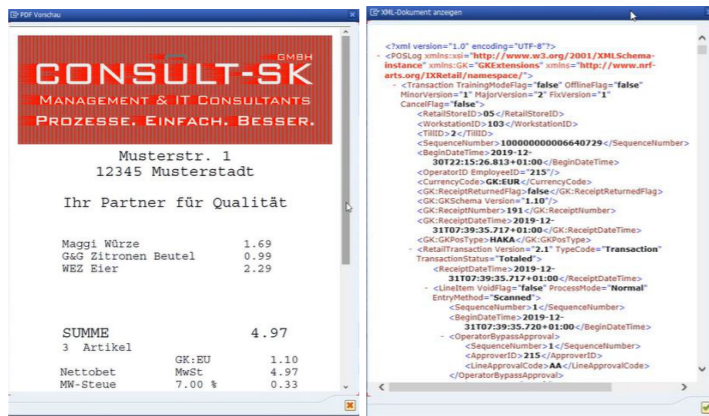 PDF Vorschau
GMBH
CONSULT-SK
MANAGEMENT & IT CONSULTANTS
PROZESSE. EINFACH. BESSER.
Musterstr. 1
12345 Musterstadt
Ihr Partner für Qualität
Maggi Würze 1.69
G&G Zitronen Beutel 0.99
WEZ Eier 2.29
SUMME 4.97
3 Artikel
GK:EU 1.10
Nettobet MwSt 4.97
MW-Steue 7.00 % 0.33
XML-Dokument anzeigen
<?xml version="1.0" encoding="UTF-8"?>
- <POSLog xmlns:xsi="http://www.w3.org/2001/XMLSchema-
instance" xmlns:GK="GKExtensions" xmlns="http://www.nrf-
arts.org/IXRetail/namespace/">
- <Transaction TrainingModeFlag="false" OfflineFlag="false"
MinorVersion="1" MajorVersion="2" FixVersion="1"
CancelFlag="false">
<RetailStoreID>05</RetailStoreID>
<WorkstationID>103</WorkstationID>
<TillID>2</TillID>
<SequenceNumber>100000000006640729</SequenceNumber>
<BeginDateTime>2019-12-
30T22:15:26.813+01:00</BeginDateTime>
<OperatorID EmployeeID="215"/>
<CurrencyCode>GK:EUR</CurrencyCode>
<GK:ReceiptReturnedFlag>false</GK:ReceiptReturnedFlag>
<GK:GKSchema Version="1.10"/>
<GK:ReceiptNumber>191</GK:ReceiptNumber>
<GK:ReceiptDateTime>2019-12-
31T07:39:35.717+01:00</GK:ReceiptDateTime>
<GK:GKPosType>HAKA</GK:GKPosType>
- <RetailTransaction Version="2.1" TypeCode="Transaction"
TransactionStatus="Totaled">
<ReceiptDateTime>2019-12-
31T07:39:35.717+01:00</ReceiptDateTime>
- <LineItem VoidFlag="false" ProcessMode="Normal"
EntryMethod="Scanned">
<SequenceNumber>1</SequenceNumber>
<BeginDateTime>2019-12-
31T07:39:35.720+01:00</BeginDateTime>
- <OperatorBypassApproval>
<SequenceNumber>1</SequenceNumber>
<ApproverID>215</ApproverID>
<LineApprovalCode>AA</LineApprovalCode>
</OperatorBypassApproval>